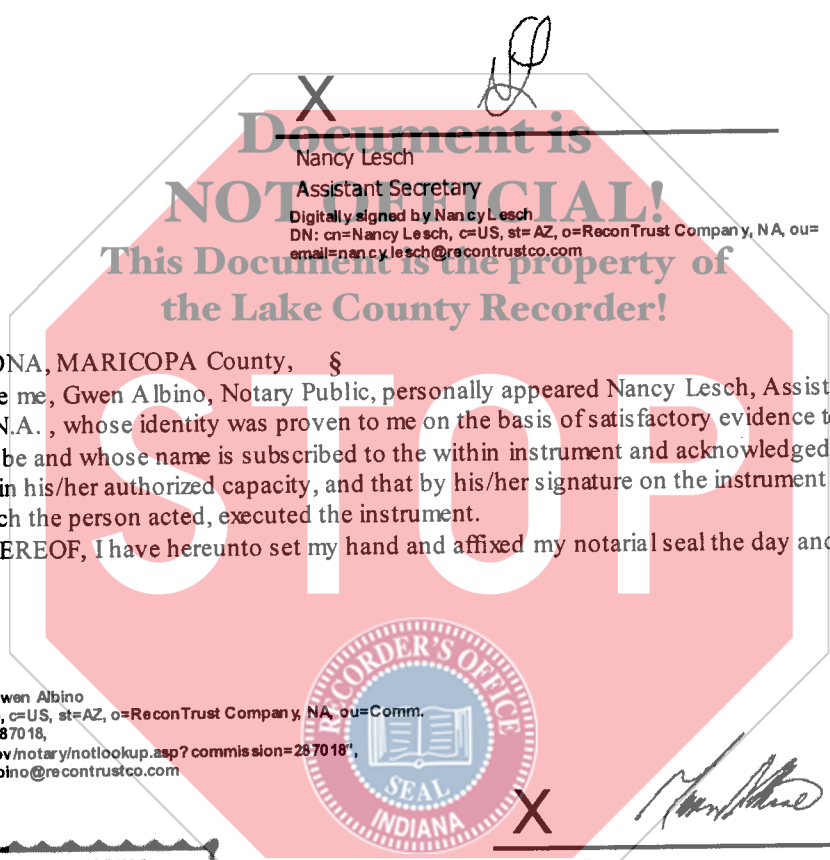 X
Document is
Nancy Lesch
NOT OFFICIAL!
Assistant Secretary
Digitally signed by Nancy Lesch
DN: cn=Nancy Lesch, c=US, st=AZ, o=ReconTrust Company, NA, ou=
email=nancy.lesch@recontrustco.com
This Document is the property of
the Lake County Recorder!
ONA, MARICOPA County, §
e me, Gwen Albino, Notary Public, personally appeared Nancy Lesch, Assist
N.A. , whose identity was proven to me on the basis of satisfactory evidence t
be and whose name is subscribed to the within instrument and acknowledged
in his/her authorized capacity, and that by his/her signature on the instrument
ch the person acted, executed the instrument.
EREOF, I have hereunto set my hand and affixed my notarial seal the day and
STOP
wen Albino
, c=US, st=AZ, o=ReconTrust Company, NA, ou=Comm.
87018,
ov/notary/notlookup.asp?commission=287018",
bino@recontrustco.com
RECORDER'S OFFICE
SEAL
INDIANA
X